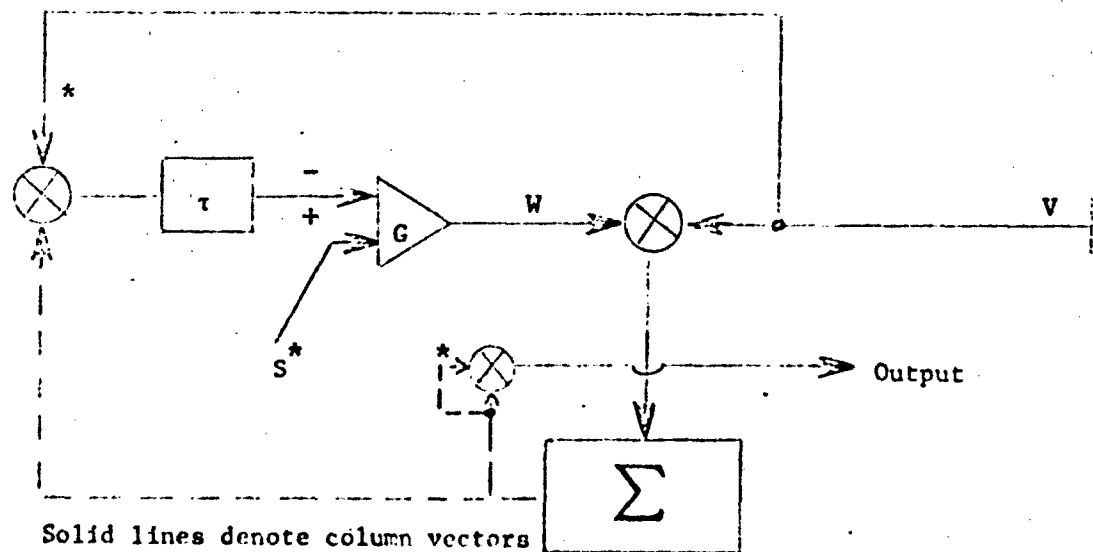 *
τ
-
+
G
W
V
S*
*
Output
Σ
Solid lines denote column vectors